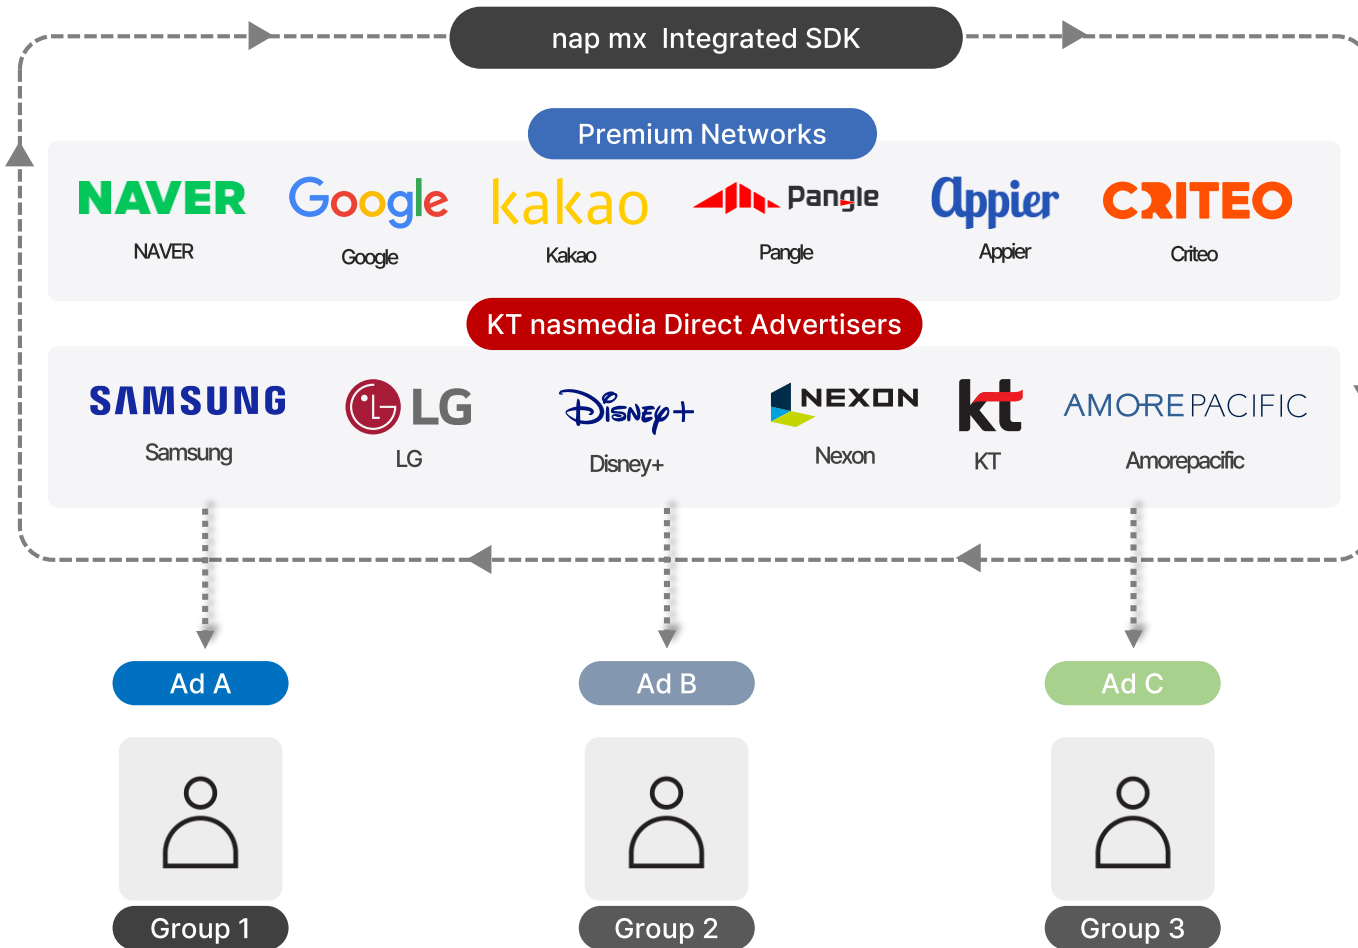 nap mx Integrated SDK
Premium Networks
NAVER Google kakao Pangle Appier CRITEO
NAVER Google Kakao Pangle Appier Criteo
KT nasmedia Direct Advertisers
SAMSUNG LG Disney+ NEXON kt AMOREPACIFIC
Samsung LG Disney+ Nexon KT Amorepacific
Ad A Ad B Ad C
Group 1 Group 2 Group 3